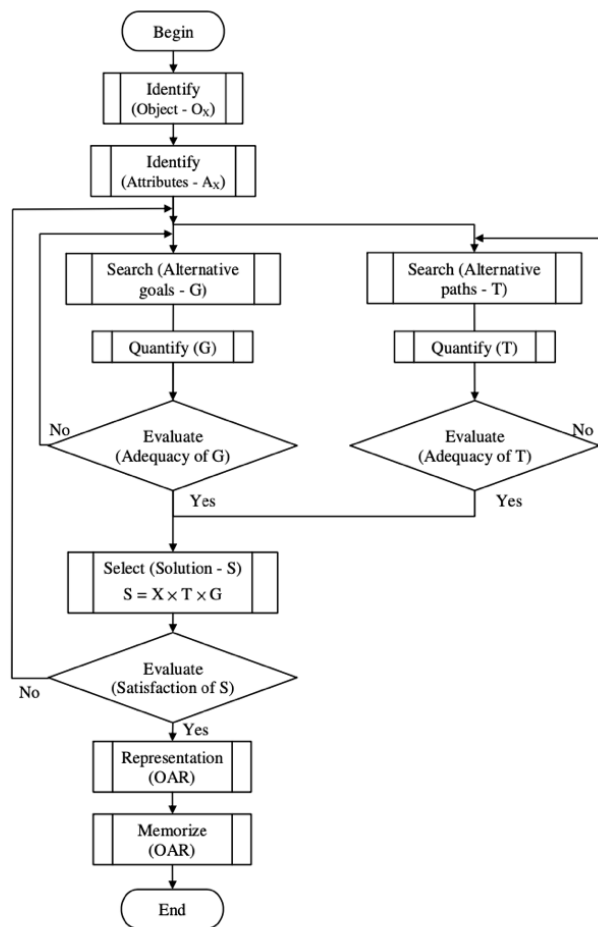 Begin
Identify
(Object - Oₓ)
Identify
(Attributes - Aₓ)
Search (Alternative
goals - G)
Search (Alternative
paths - T)
Quantify (G)
Quantify (T)
No
Evaluate
(Adequacy of G)
Evaluate
(Adequacy of T)
No
Yes
Yes
Select (Solution - S)
S = X × T × G
Evaluate
(Satisfaction of S)
No
Yes
Representation
(OAR)
Memorize
(OAR)
End